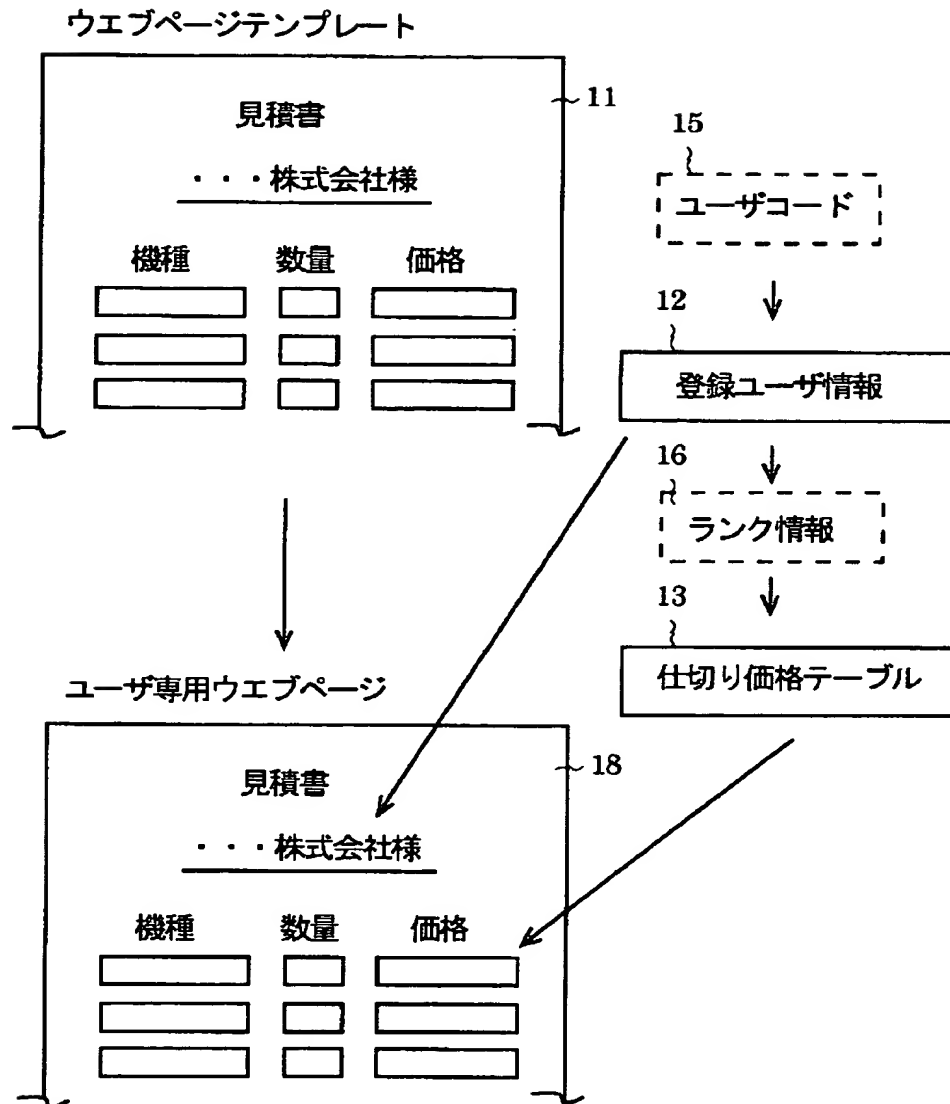 ウエブページテンプレート
11
見積書
・・・株式会社様
機種 数量 価格
15
ユーザコード
12
登録ユーザ情報
16
ランク情報
13
仕切り価格テーブル
ユーザ専用ウエブページ
18
見積書
・・・株式会社様
機種 数量 価格